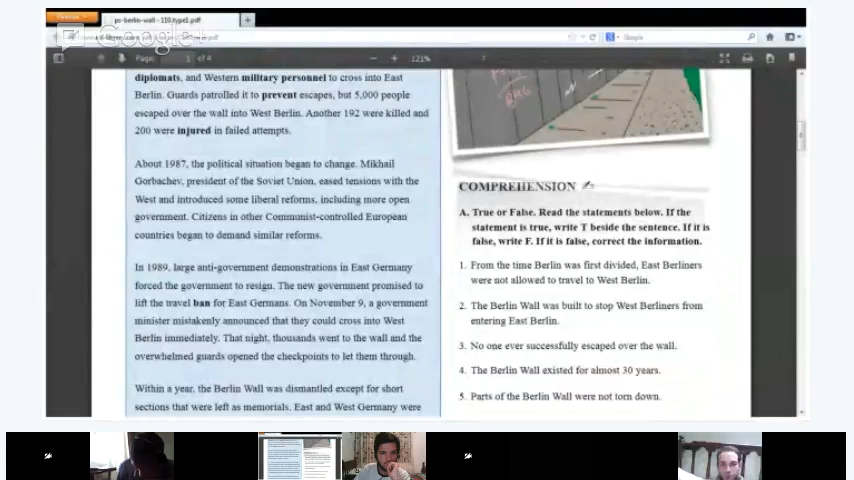 Firefox
ps-berlin-wall - 110.type1.pdf
Google+
Google
Page: 1 of 4
121%
diplomats, and Western military personnel to cross into East
Berlin. Guards patrolled it to prevent escapes, but 5,000 people
escaped over the wall into West Berlin. Another 192 were killed and
200 were injured in failed attempts.
About 1987, the political situation began to change. Mikhail
Gorbachev, president of the Soviet Union, eased tensions with the
West and introduced some liberal reforms, including more open
government. Citizens in other Communist-controlled European
countries began to demand similar reforms.
In 1989, large anti-government demonstrations in East Germany
forced the government to resign. The new government promised to
lift the travel ban for East Germans. On November 9, a government
minister mistakenly announced that they could cross into West
Berlin immediately. That night, thousands went to the wall and the
overwhelmed guards opened the checkpoints to let them through.
Within a year, the Berlin Wall was dismantled except for short
sections that were left as memorials. East and West Germany were
COMPREHENSION
A. True or False. Read the statements below. If the
statement is true, write T beside the sentence. If it is
false, write F. If it is false, correct the information.
1. From the time Berlin was first divided, East Berliners
were not allowed to travel to West Berlin.
2. The Berlin Wall was built to stop West Berliners from
entering East Berlin.
3. No one ever successfully escaped over the wall.
4. The Berlin Wall existed for almost 30 years.
5. Parts of the Berlin Wall were not torn down.